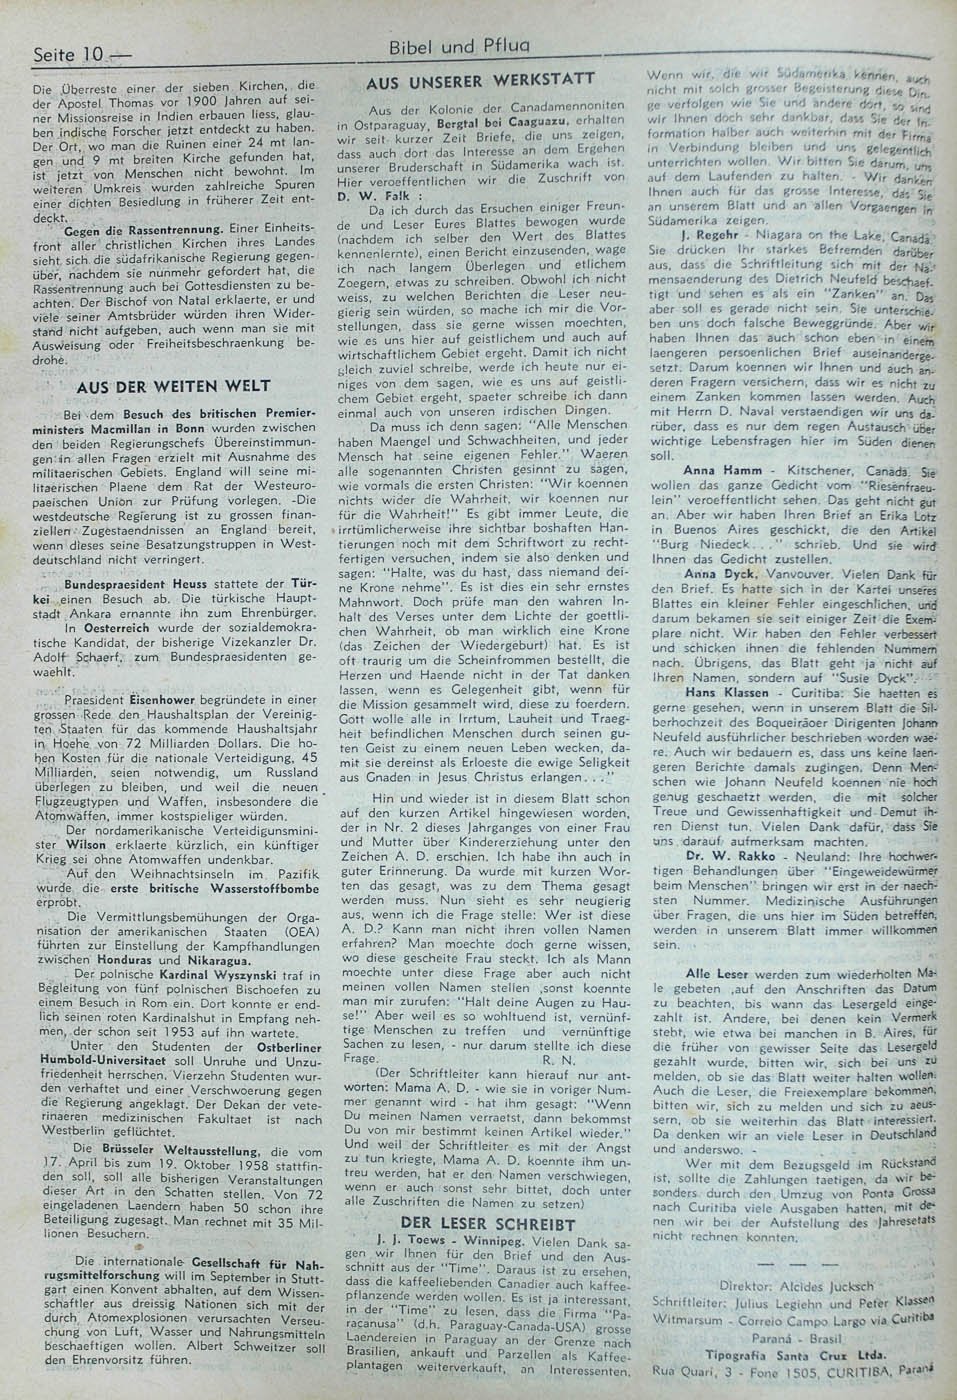 Seite 10 —
Bibel und Pflug
Die Überreste einer der sieben Kirchen, die
der Apostel Thomas vor 1900 Jahren auf sei-
ner Missionsreise in Indien erbauen liess, glau-
ben indische Forscher jetzt entdeckt zu haben.
Der Ort, wo man die Ruinen einer 24 mt lan-
gen und 9 mt breiten Kirche gefunden hat,
ist jetzt von Menschen nicht bewohnt. Im
weiteren Umkreis wurden zahlreiche Spuren
einer dichten Besiedlung in früherer Zeit ent-
deckt.
Gegen die Rassentrennung. Einer Einheits-
front aller christlichen Kirchen ihres Landes
sieht sich die südafrikanische Regierung gegen-
über, nachdem sie nunmehr gefordert hat, die
Rassentrennung auch bei Gottesdiensten zu be-
achten. Der Bischof von Natal erklaerte, er und
viele seiner Amtsbrüder würden ihren Wider-
stand nicht aufgeben, auch wenn man sie mit
Ausweisung oder Freiheitsbeschraenkung be-
drohe.
AUS DER WEITEN WELT
Bei dem Besuch des britischen Premier-
ministers Macmillan in Bonn wurden zwischen
den beiden Regierungschefs Übereinstimmun-
gen in allen Fragen erzielt mit Ausnahme des
militaerischen Gebiets. England will seine mi-
litaerischen Plaene dem Rat der Westeuro-
paeischen Union zur Prüfung vorlegen. -Die
westdeutsche Regierung ist zu grossen finan-
ziellen Zugestaendnissen an England bereit,
wenn dieses seine Besatzungstruppen in West-
deutschland nicht verringert.
Bundespraesident Heuss stattete der Tür-
kei einen Besuch ab. Die türkische Haupt-
stadt Ankara ernannte ihn zum Ehrenbürger.
In Oesterreich wurde der sozialdemokra-
tische Kandidat, der bisherige Vizekanzler Dr.
Adolf Schaerf, zum Bundespraesidenten ge-
waehlt.
Praesident Eisenhower begründete in einer
grossen Rede den Haushaltsplan der Vereinig-
ten Staaten für das kommende Haushaltsjahr
in Hoehe von 72 Milliarden Dollars. Die ho-
hen Kosten für die nationale Verteidigung, 45
Milliarden, seien notwendig, um Russland
überlegen zu bleiben, und weil die neuen
Flugzeugtypen und Waffen, insbesondere die
Atomwaffen, immer kostspieliger würden.
Der nordamerikanische Verteidigunsmini-
ster Wilson erklaerte kürzlich, ein künftiger
Krieg sei ohne Atomwaffen undenkbar.
Auf den Weihnachtsinseln im Pazifik
wurde die erste britische Wasserstoffbombe
erprobt.
Die Vermittlungsbemühungen der Orga-
nisation der amerikanischen Staaten (OEA)
führten zur Einstellung der Kampfhandlungen
zwischen Honduras und Nikaragua.
Der polnische Kardinal Wyszynski traf in
Begleitung von fünf polnischen Bischoefen zu
einem Besuch in Rom ein. Dort konnte er end-
lich seinen roten Kardinalshut in Empfang neh-
men, der schon seit 1953 auf ihn wartete.
Unter den Studenten der Ostberliner
Humbold-Universitaet soll Unruhe und Unzu-
friedenheit herrschen. Vierzehn Studenten wur-
den verhaftet und einer Verschwoerung gegen
die Regierung angeklagt. Der Dekan der vete-
rinaeren medizinischen Fakultaet ist nach
Westberlin geflüchtet.
Die Brüsseler Weltausstellung, die vom
17. April bis zum 19. Oktober 1958 stattfin-
den soll, soll alle bisherigen Veranstaltungen
dieser Art in den Schatten stellen. Von 72
eingeladenen Laendern haben 50 schon ihre
Beteiligung zugesagt. Man rechnet mit 35 Mil-
lionen Besuchern.
Die internationale Gesellschaft für Nah-
rugsmittelforschung will im September in Stutt-
gart einen Konvent abhalten, auf dem Wissen-
schaftler aus dreissig Nationen sich mit der
durch Atomexplosionen verursachten Verseu-
chung von Luft, Wasser und Nahrungsmitteln
beschaeftigen wollen. Albert Schweitzer soll
den Ehrenvorsitz führen.
AUS UNSERER WERKSTATT
Aus der Kolonie der Canadamennoniten
in Ostparaguay, Bergtal bei Caaguazu, erhalten
wir seit kurzer Zeit Briefe, die uns zeigen,
dass auch dort das Interesse an dem Ergehen
unserer Bruderschaft in Südamerika wach ist.
Hier veroeffentlichen wir die Zuschrift von
D. W. Falk :
Da ich durch das Ersuchen einiger Freun-
de und Leser Eures Blattes bewogen wurde
(nachdem ich selber den Wert des Blattes
kennenlernte), einen Bericht einzusenden, wage
ich nach langem Überlegen und etlichem
Zoegern, etwas zu schreiben. Obwohl ich nicht
weiss, zu welchen Berichten die Leser neu-
gierig sein würden, so mache ich mir die Vor-
stellungen, dass sie gerne wissen moechten,
wie es uns hier auf geistlichem und auch auf
wirtschaftlichem Gebiet ergeht. Damit ich nicht
gleich zuviel schreibe, werde ich heute nur ei-
niges von dem sagen, wie es uns auf geistli-
chem Gebiet ergeht, spaeter schreibe ich dann
einmal auch von unseren irdischen Dingen.
Da muss ich denn sagen: "Alle Menschen
haben Maengel und Schwachheiten, und jeder
Mensch hat seine eigenen Fehler." Waeren
alle sogenannten Christen gesinnt zu sagen,
wie vormals die ersten Christen: "Wir koennen
nichts wider die Wahrheit, wir koennen nur
für die Wahrheit!" Es gibt immer Leute, die
irrtümlicherweise ihre sichtbar boshaften Han-
tierungen noch mit dem Schriftwort zu recht-
fertigen versuchen, indem sie also denken und
sagen: "Halte, was du hast, dass niemand dei-
ne Krone nehme". Es ist dies ein sehr ernstes
Mahnwort. Doch prüfe man den wahren In-
halt des Verses unter dem Lichte der goettli-
chen Wahrheit, ob man wirklich eine Krone
(das Zeichen der Wiedergeburt) hat. Es ist
oft traurig um die Scheinfrommen bestellt, die
Herzen und Haende nicht in der Tat danken
lassen, wenn es Gelegenheit gibt, wenn für
die Mission gesammelt wird, diese zu foerdern.
Gott wolle alle in Irrtum, Lauheit und Traeg-
heit befindlichen Menschen durch seinen gu-
ten Geist zu einem neuen Leben wecken, da-
mit sie dereinst als Erloeste die ewige Seligkeit
aus Gnaden in Jesus Christus erlangen..."
Hin und wieder ist in diesem Blatt schon
auf den kurzen Artikel hingewiesen worden,
der in Nr. 2 dieses Jahrganges von einer Frau
und Mutter über Kindererziehung unter den
Zeichen A. D. erschien. Ich habe ihn auch in
guter Erinnerung. Da wurde mit kurzen Wor-
ten das gesagt, was zu dem Thema gesagt
werden muss. Nun sieht es sehr neugierig
aus, wenn ich die Frage stelle: Wer ist diese
A. D.? Kann man nicht ihren vollen Namen
erfahren? Man moechte doch gerne wissen,
wo diese gescheite Frau steckt. Ich als Mann
moechte unter diese Frage aber auch nicht
meinen vollen Namen stellen ,sonst koennte
man mir zurufen: "Halt deine Augen zu Hau-
se!" Aber weil es so wohltuend ist, vernünf-
tige Menschen zu treffen und vernünftige
Sachen zu lesen, - nur darum stellte ich diese
Frage. R. N.
(Der Schriftleiter kann hierauf nur ant-
worten: Mama A. D. - wie sie in voriger Num-
mer genannt wird - hat ihm gesagt: "Wenn
Du meinen Namen verraetst, dann bekommst
Du von mir bestimmt keinen Artikel wieder."
Und weil der Schriftleiter es mit der Angst
zu tun kriegte, Mama A. D. koennte ihm un-
treu werden, hat er den Namen verschwiegen,
wenn er auch sonst sehr bittet, doch unter
alle Zuschriften die Namen zu setzen)
DER LESER SCHREIBT
J. J. Toews - Winnipeg. Vielen Dank sa-
gen wir Ihnen für den Brief und den Aus-
schnitt aus der "Time". Daraus ist zu ersehen,
dass die kaffeeliebenden Canadier auch kaffee-
pflanzende werden wollen. Es ist ja interessant,
in der "Time" zu lesen, dass die Firma "Pa-
racanusa" (d.h. Paraguay-Canada-USA) grosse
Laendereien in Paraguay an der Grenze nach
Brasilien, ankauft und Parzellen als Kaffee-
plantagen weiterverkauft, an Interessenten.
Wenn wir, die wir Südamerika kennen, auch
nicht mit solch grosser Begeisterung diese Din-
ge verfolgen wie Sie und andere dort, so sind
wir Ihnen doch sehr dankbar, dass Sie der In-
formation halber auch weiterhin mit der Firma
in Verbindung bleiben und uns gelegentlich
unterrichten wollen. Wir bitten Sie darum, uns
auf dem Laufenden zu halten. - Wir danken
Ihnen auch für das grosse Interesse, das Sie
an unserem Blatt und an allen Vorgaengen in
Südamerika zeigen.
J. Regehr - Niagara on the Lake, Canada.
Sie drücken Ihr starkes Befremden darüber
aus, dass die Schriftleitung sich mit der Na-
mensaenderung des Dietrich Neufeld beschaef-
tigt und sehen es als ein "Zanken" an. Das
aber soll es gerade nicht sein. Sie unterschie-
ben uns doch falsche Beweggründe. Aber wir
haben Ihnen das auch schon eben in einem
laengeren persoenlichen Brief auseinanderge-
setzt. Darum koennen wir Ihnen und auch an-
deren Fragern versichern, dass wir es nicht zu
einem Zanken kommen lassen werden. Auch
mit Herrn D. Naval verstaendigen wir uns da-
rüber, dass es nur dem regen Austausch über
wichtige Lebensfragen hier im Süden dienen
soll.
Anna Hamm - Kitschener, Canada. Sie
wollen das ganze Gedicht vom "Riesenfraeu-
lein" veroeffentlicht sehen. Das geht nicht gut
an. Aber wir haben Ihren Brief an Erika Lotz
in Buenos Aires geschickt, die den Artikel
"Burg Niedeck..." schrieb. Und sie wird
Ihnen das Gedicht zustellen.
Anna Dyck, Vanvouver. Vielen Dank für
den Brief. Es hatte sich in der Kartei unseres
Blattes ein kleiner Fehler eingeschlichen, und
darum bekamen sie seit einiger Zeit die Exem-
plare nicht. Wir haben den Fehler verbessert
und schicken ihnen die fehlenden Nummern
nach. Übrigens, das Blatt geht ja nicht auf
Ihren Namen, sondern auf "Susie Dyck".
Hans Klassen - Curitiba: Sie haetten es
gerne gesehen, wenn in unserem Blatt die Sil-
berhochzeit des Boqueiräoer Dirigenten Johann
Neufeld ausführlicher beschrieben worden wae-
re. Auch wir bedauern es, dass uns keine laen-
geren Berichte damals zugingen. Denn Men-
schen wie Johann Neufeld koennen nie hoch
genug geschaetzt werden, die mit solcher
Treue und Gewissenhaftigkeit und Demut ih-
ren Dienst tun. Vielen Dank dafür, dass Sie
uns darauf aufmerksam machten.
Dr. W. Rakko - Neuland: Ihre hochwer-
tigen Behandlungen über "Eingeweidewürmer
beim Menschen" bringen wir erst in der naech-
sten Nummer. Medizinische Ausführungen
über Fragen, die uns hier im Süden betreffen,
werden in unserem Blatt immer willkommen
sein.
Alle Leser werden zum wiederholten Ma-
le gebeten ,auf den Anschriften das Datum
zu beachten, bis wann das Lesergeld einge-
zahlt ist. Andere, bei denen kein Vermerk
steht, wie etwa bei manchen in B. Aires, für
die früher von gewisser Seite das Lesergeld
gezahlt wurde, bitten wir, sich bei uns zu
melden, ob sie das Blatt weiter halten wollen.
Auch die Leser, die Freiexemplare bekommen,
bitten wir, sich zu melden und sich zu aeus-
sern, ob sie weiterhin das Blatt interessiert.
Da denken wir an viele Leser in Deutschland
und anderswo. -
Wer mit dem Bezugsgeld im Rückstand
ist, sollte die Zahlungen taetigen, da wir be-
sonders durch den Umzug von Ponta Grossa
nach Curitiba viele Ausgaben hatten, mit de-
nen wir bei der Aufstellung des Jahresetats
nicht rechnen konnten.
— — —
Direktor: Alcides Jucksch
Schriftleiter: Julius Legiehn und Peter Klassen
Witmarsum - Correio Campo Largo via Curitiba
Paraná - Brasil
Tipografia Santa Cruz Ltda.
Rua Quari, 3 - Fone 1505, CURITIBA, Paraná